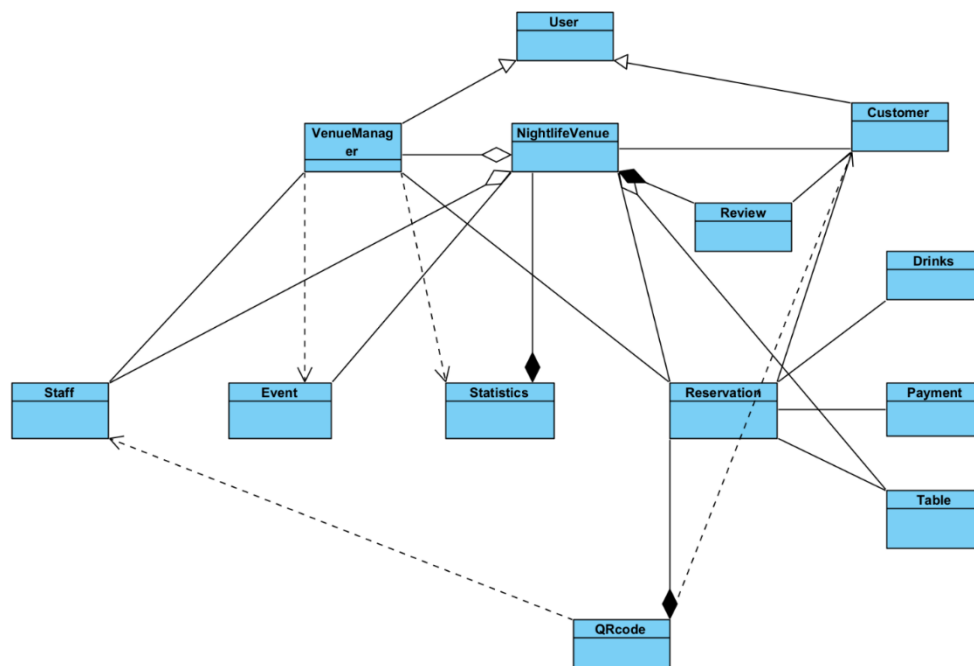 User
Customer
VenueManag
er
NightlifeVenue
Review
Drinks
Staff
Event
Statistics
Reservation
Payment
Table
QRcode